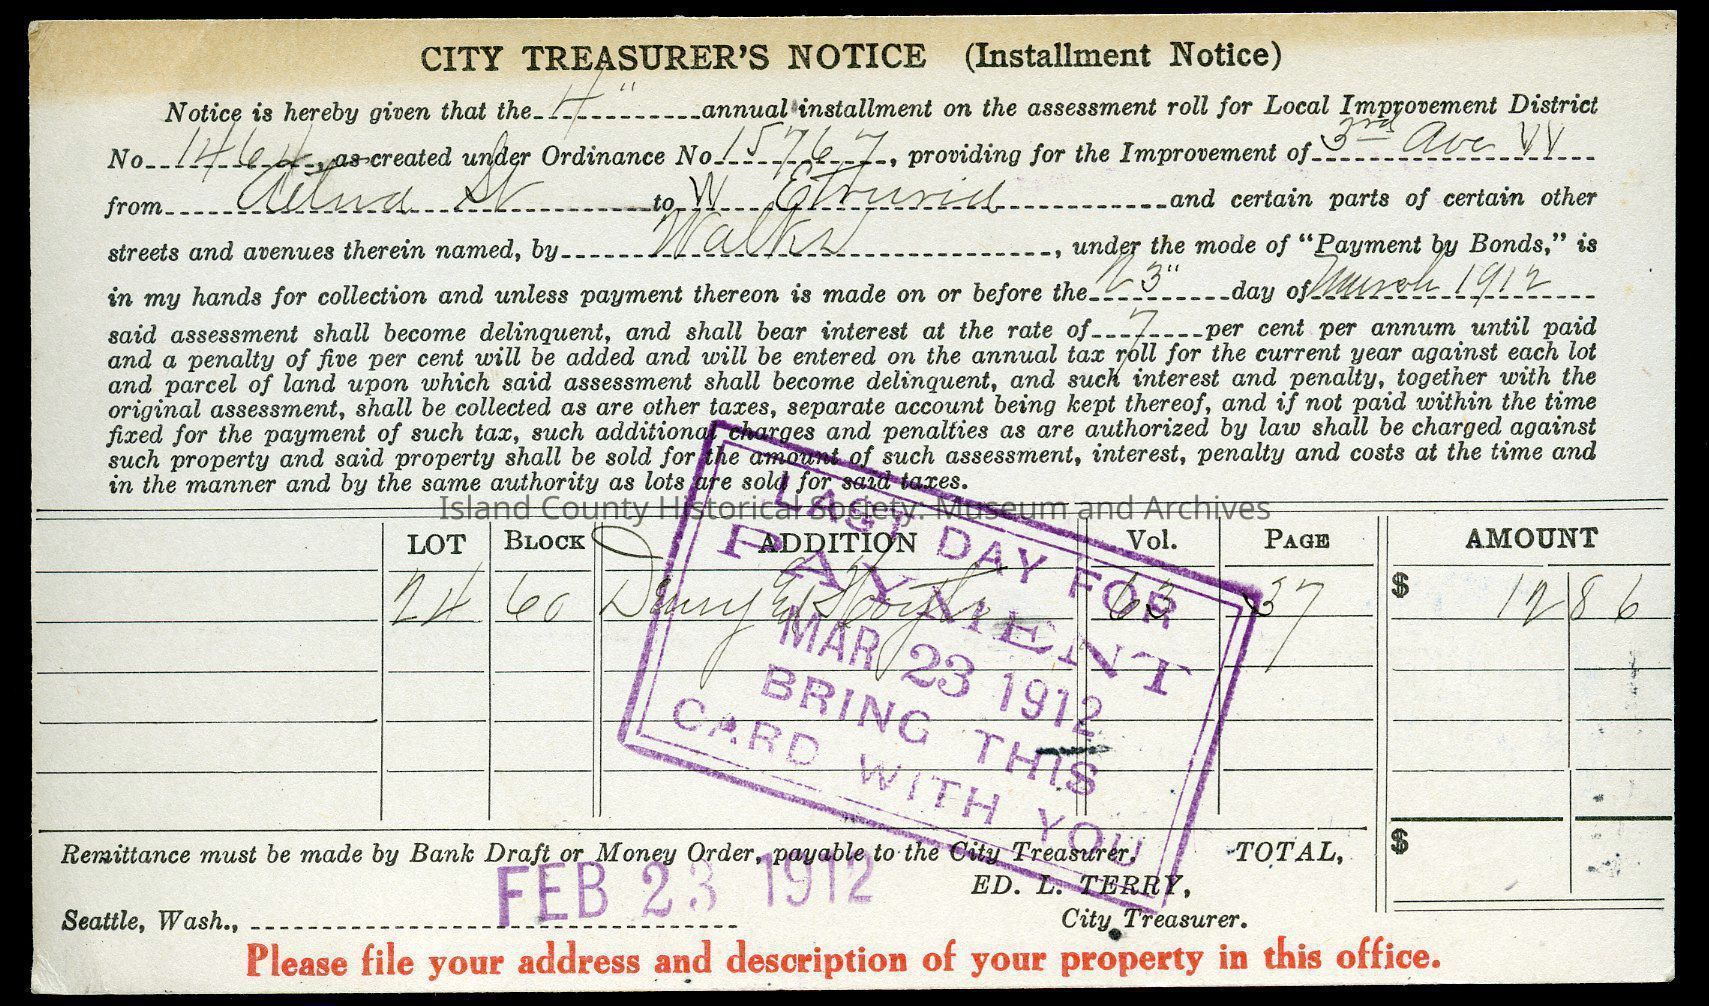 CITY TREASURER'S NOTICE (Installment Notice)
Notice is hereby given that the 4" annual installment on the assessment roll for Local Improvement District
No. 1464, as created under Ordinance No 15767, providing for the Improvement of 3rd Ave W
from Aetna St to W Etruria and certain parts of certain other
streets and avenues therein named, by Walks, under the mode of “Payment by Bonds,” is
in my hands for collection and unless payment thereon is made on or before the 23" day of March 1912
said assessment shall become delinquent, and shall bear interest at the rate of 7 per cent per annum until paid
and a penalty of five per cent will be added and will be entered on the annual tax roll for the current year against each lot
and parcel of land upon which said assessment shall become delinquent, and such interest and penalty, together with the
original assessment, shall be collected as are other taxes, separate account being kept thereof, and if not paid within the time
fixed for the payment of such tax, such additional charges and penalties as are authorized by law shall be charged against
such property and said property shall be sold for the amount of such assessment, interest, penalty and costs at the time and
in the manner and by the same authority as lots are sold for said taxes.
Island County Historical Society. Museum and Archives
LOT BLOCK ADDITION Vol. PAGE AMOUNT
24 60 Denny & Hoyts 63 37 $ 12 86
LAST DAY FOR
PAYMENT
MAR 23 1912
BRING THIS
CARD WITH YOU
Remittance must be made by Bank Draft or Money Order, payable to the City Treasurer. TOTAL, $
ED. L. TERRY,
Seattle, Wash., FEB 23 1912 City Treasurer.
Please file your address and description of your property in this office.